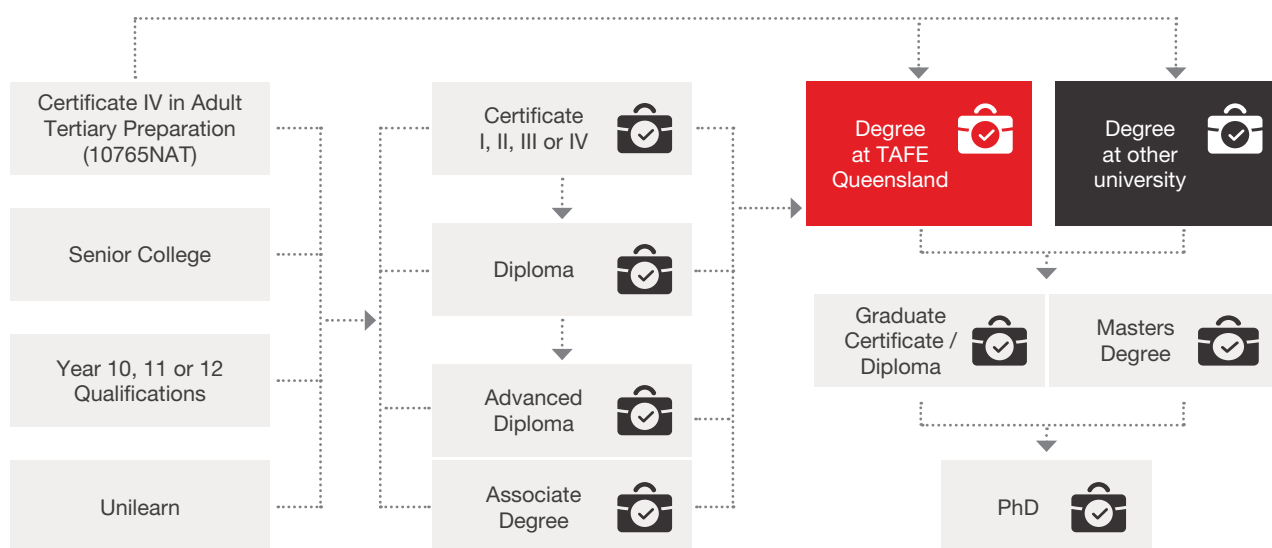 Certificate IV in Adult
Tertiary Preparation
(10765NAT)
Senior College
Year 10, 11 or 12
Qualifications
Unilearn
Certificate
I, II, III or IV
Diploma
Advanced
Diploma
Associate
Degree
Degree
at TAFE
Queensland
Degree
at other
university
Graduate
Certificate /
Diploma
Masters
Degree
PhD